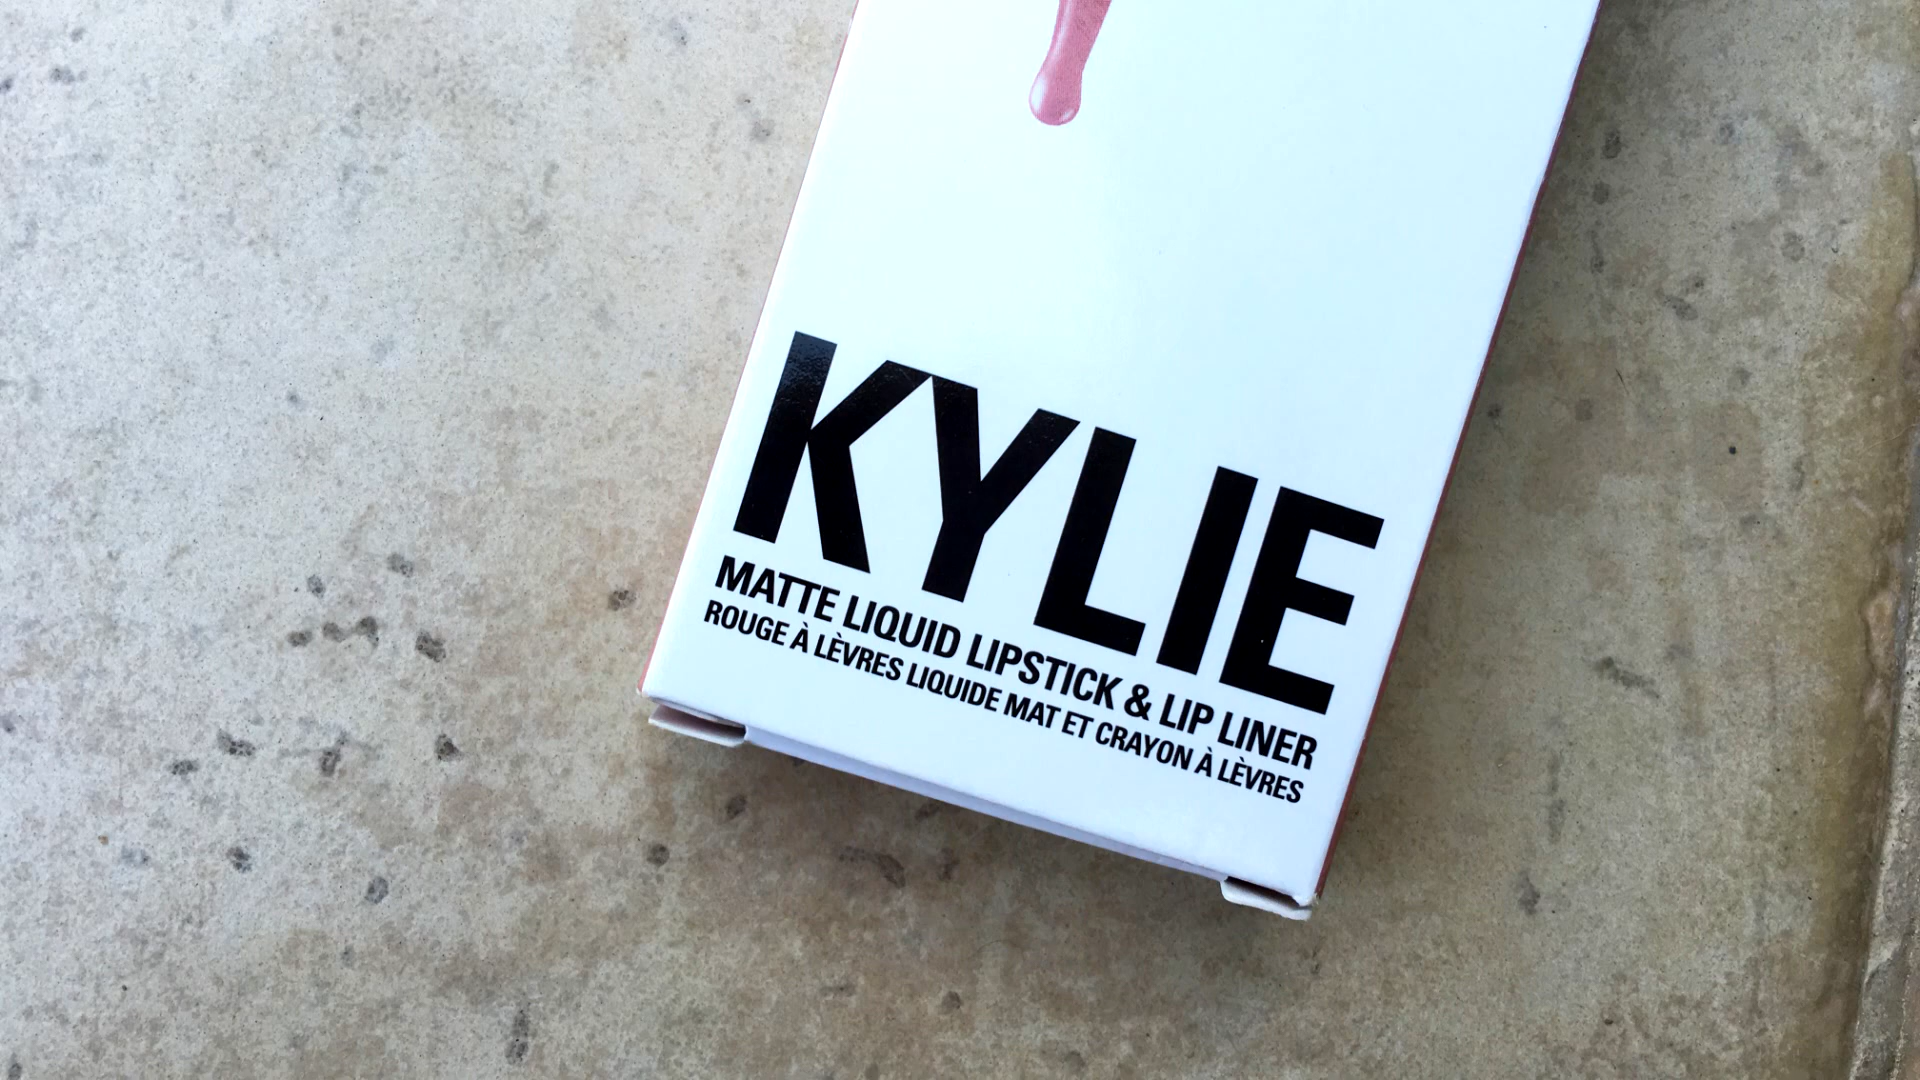 KYLIE
MATTE LIQUID LIPSTICK & LIP LINER
ROUGE À LÈVRES LIQUIDE MAT ET CRAYON À LÈVRES